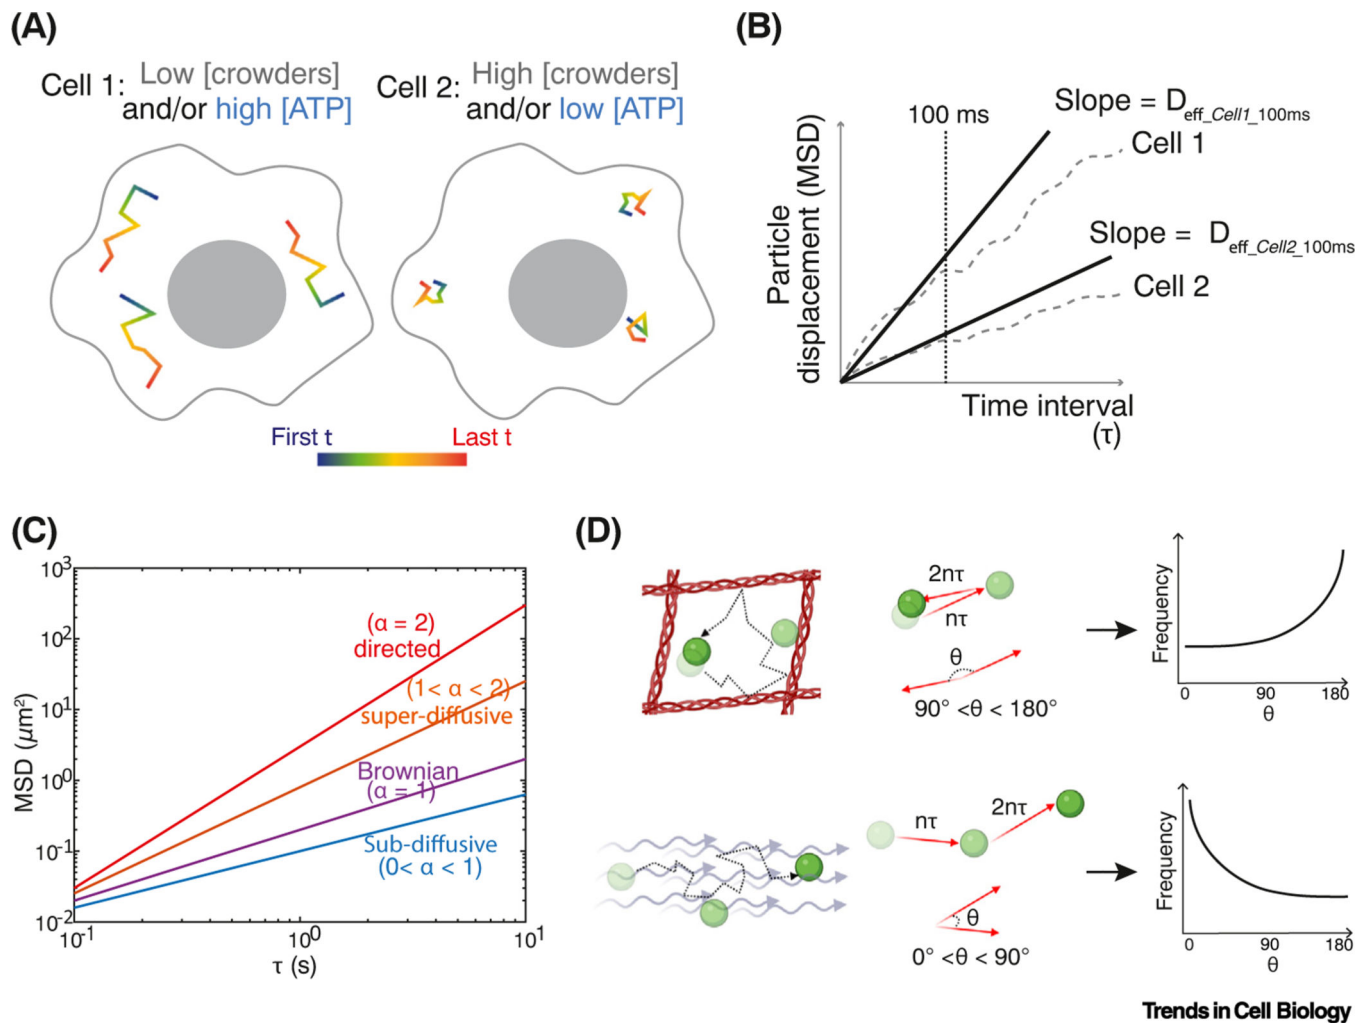 (A)
Cell 1: Low [crowders]
and/or high [ATP]
Cell 2: High [crowders]
and/or low [ATP]
First t
Last t
(B)
100 ms
Slope = D eff_Cell1_100ms
Cell 1
Slope = D eff_Cell2_100ms
Cell 2
Particle
displacement (MSD)
Time interval
(τ)
(C)
10³
10²
10¹
10⁰
10⁻¹
10⁻²
MSD (μm²)
(α = 2)
directed
(1< α < 2)
super-diffusive
Brownian
(α = 1)
Sub-diffusive
(0< α < 1)
10⁻¹
10⁰
10¹
τ (s)
(D)
2nτ
nτ
θ
90° <θ < 180°
Frequency
0 90 180
θ
nτ
2nτ
θ
0° <θ < 90°
Frequency
0 90 180
θ
Trends in Cell Biology